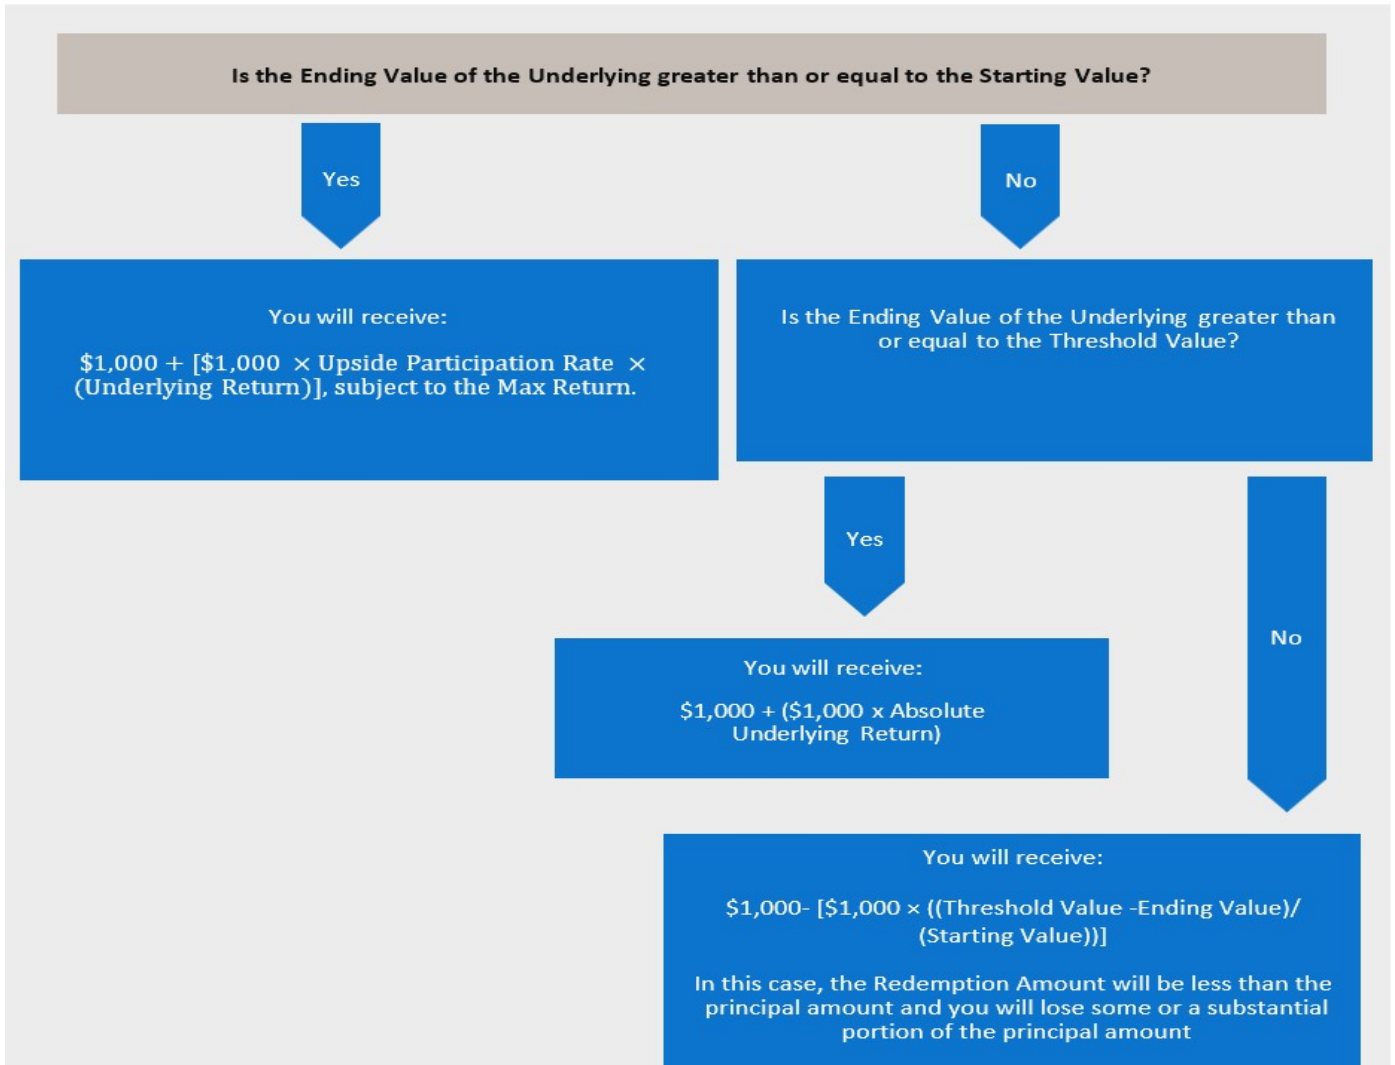 Is the Ending Value of the Underlying greater than or equal to the Starting Value?
Yes
No
You will receive:
$1,000 + [$1,000 × Upside Participation Rate ×
(Underlying Return)], subject to the Max Return.
Is the Ending Value of the Underlying greater than
or equal to the Threshold Value?
Yes
No
You will receive:
$1,000 + ($1,000 x Absolute
Underlying Return)
You will receive:
$1,000- [$1,000 × ((Threshold Value -Ending Value)/
(Starting Value))]
In this case, the Redemption Amount will be less than the
principal amount and you will lose some or a substantial
portion of the principal amount